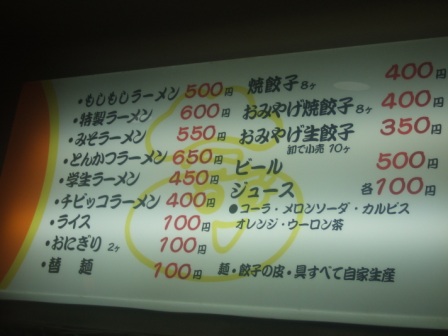 ・もしもしラーメン 500円
・特製ラーメン 600円
・みそラーメン 550円
・とんかつラーメン 650円
・学生ラーメン 450円
・チビッコラーメン 400円
・ライス 100円
・おにぎり 2ヶ 100円
・替麺 100円
焼餃子 8ヶ 400円
おみやげ焼餃子 8ヶ 400円
おみやげ生餃子 350円
卸で小売 10ヶ
ビール 500円
ジュース 各100円
●コーラ・メロンソーダ・カルピス
オレンジ・ウーロン茶
麺・餃子の皮・具すべて自家生産